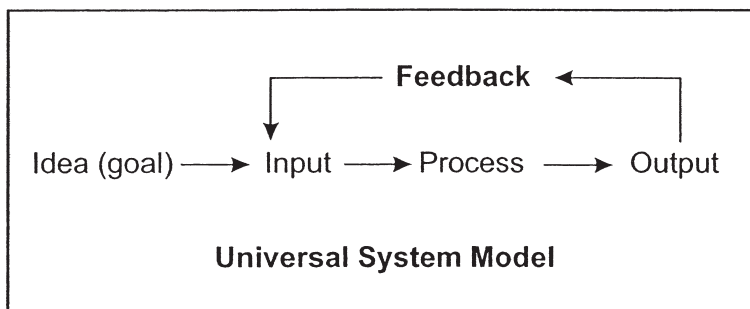 Feedback
Idea (goal) Input Process Output
Universal System Model